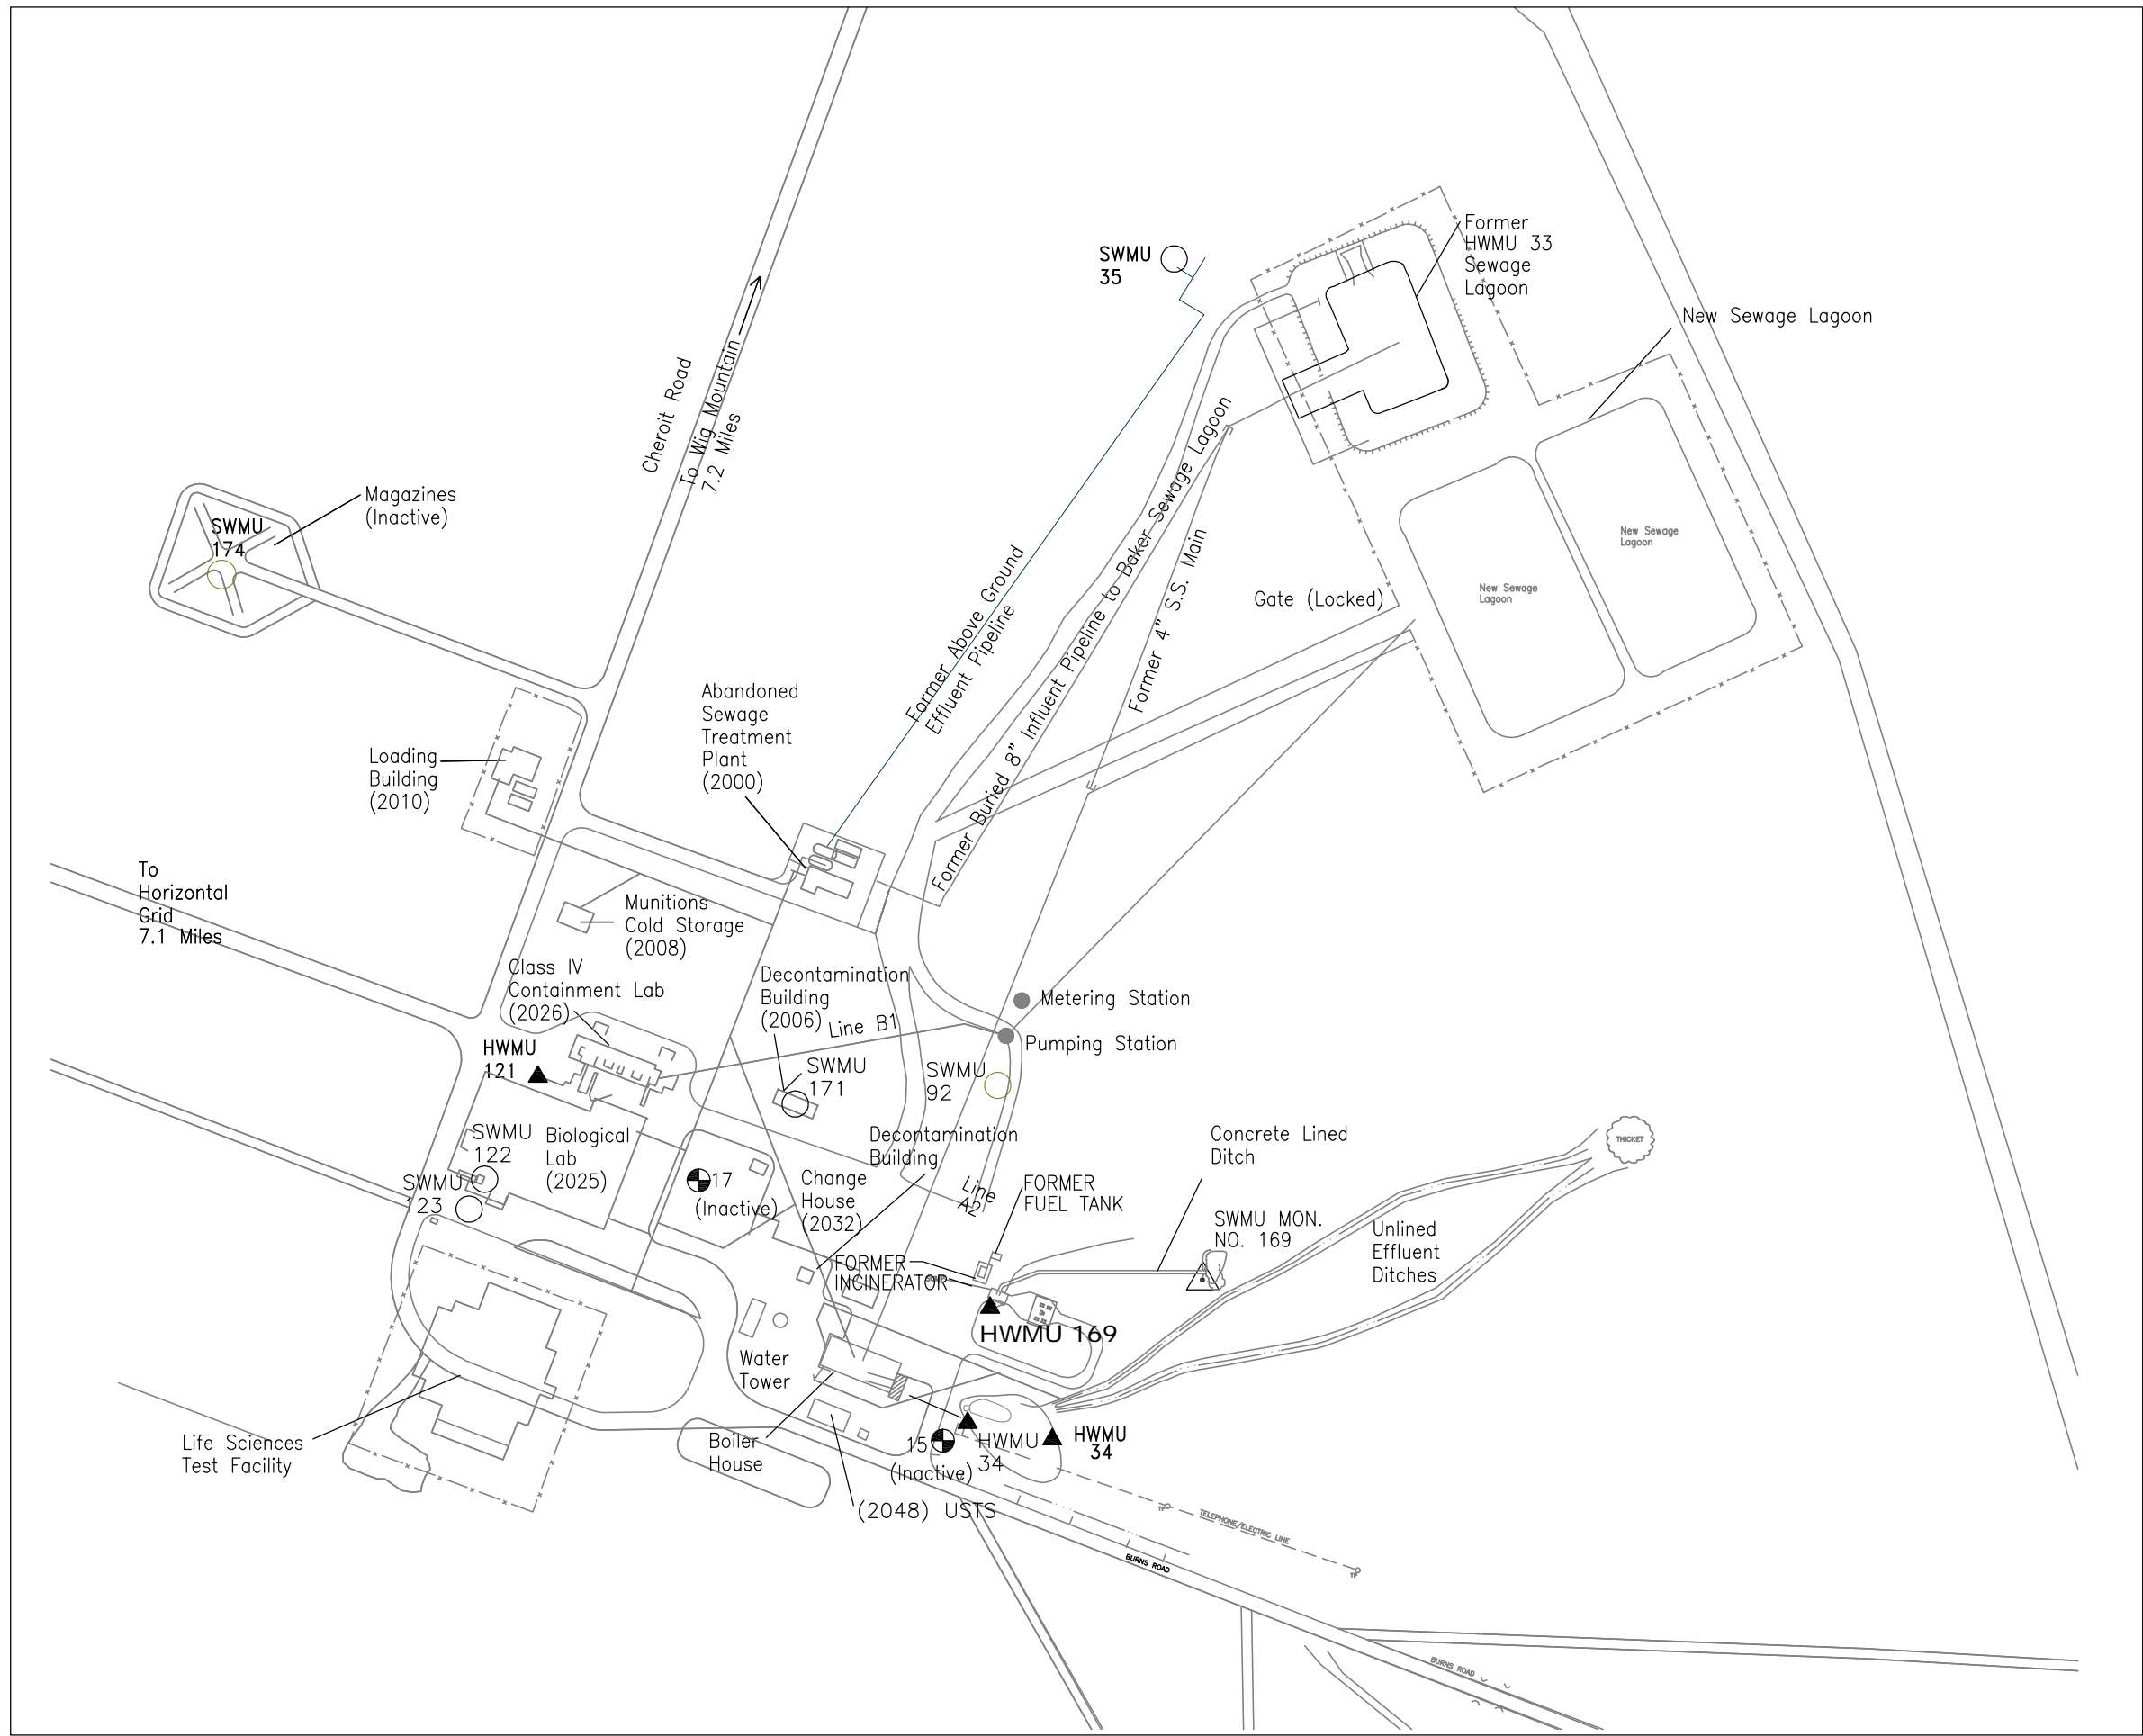 SWMU
35
Former
HWMU 33
Sewage
Lagoon
New Sewage Lagoon
Cheroit Road
To Wig Mountain
7.2 Miles
Magazines
(Inactive)
SWMU
174
New Sewage
Lagoon
New Sewage
Lagoon
Gate (Locked)
Former Above Ground
Effluent Pipeline
Former Buried 8" Influent Pipeline to Baker Sewage Lagoon
Former 4" S.S. Main
Abandoned
Sewage
Treatment
Plant
(2000)
Loading
Building
(2010)
To
Horizontal
Grid
7.1 Miles
Munitions
Cold Storage
(2008)
Class IV
Containment Lab
(2026)
Decontamination
Building
(2006)
Line B1
Metering Station
Pumping Station
HWMU
121
SWMU
171
SWMU
92
SWMU
122
Biological
Lab
(2025)
SWMU
123
17
(Inactive)
Change
House
(2032)
Decontamination
Building
Line
A2
FORMER
FUEL TANK
Concrete Lined
Ditch
THICKET
SWMU MON.
NO. 169
Unlined
Effluent
Ditches
FORMER
INCINERATOR
HWMU 169
Water
Tower
Life Sciences
Test Facility
Boiler
House
15
(Inactive)
HWMU
34
HWMU
34
(2048) USTS
TP
TELEPHONE/ELECTRIC LINE
TP
BURNS ROAD
BURNS ROAD